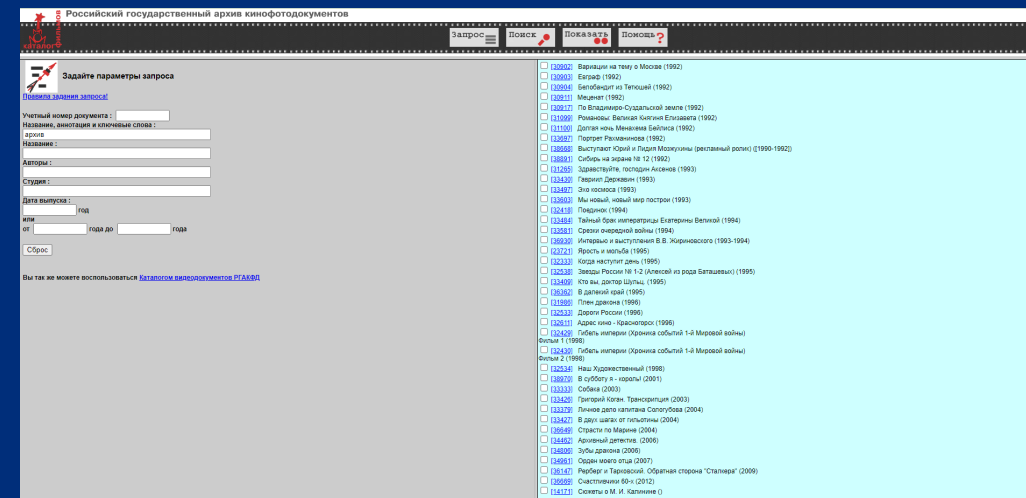 Российский государственный архив кинофотодокументов
каталог фильмов
Запрос Поиск Показать Помощь?
Задайте параметры запроса
Правила задания запроса!
Учетный номер документа :
Название, аннотация и ключевые слова :
архив
Название :
Авторы :
Студия :
Дата выпуска :
год
или
от года до года
Сброс
Вы так же можете воспользоваться Каталогом видеодокументов РГАКФД
[30902] Вариации на тему о Москве (1992)
[30903] Евграф (1992)
[30904] Белобандит из Тетюшей (1992)
[30911] Меценат (1992)
[30917] По Владимиро-Суздальской земле (1992)
[31099] Романовы: Великая Княгиня Елизавета (1992)
[31100] Долгая ночь Менахема Бейлиса (1992)
[33697] Портрет Рахманинова (1992)
[38668] Выступают Юрий и Лидия Мозжухины (рекламный ролик) ([1990-1992])
[38891] Сибирь на экране № 12 (1992)
[31265] Здравствуйте, господин Аксенов (1993)
[33430] Гавриил Державин (1993)
[33497] Эхо космоса (1993)
[33603] Мы новый, новый мир построи (1993)
[32418] Поединок (1994)
[33484] Тайный брак императрицы Екатерины Великой (1994)
[33581] Срезки очередной войны (1994)
[36930] Интервью и выступления В.В. Жириновского (1993-1994)
[23721] Ярость и мольба (1995)
[32333] Когда наступит день (1995)
[32538] Звезды России № 1-2 (Алексей из рода Баташевых) (1995)
[33409] Кто вы, доктор Шульц. (1995)
[36362] В далекий край (1995)
[31986] Плен дракона (1996)
[32533] Дороги России (1996)
[32611] Адрес кино - Красногорск (1996)
[32429] Гибель империи (Хроника событий 1-й Мировой войны)
Фильм 1 (1998)
[32430] Гибель империи (Хроника событий 1-й Мировой войны)
Фильм 2 (1998)
[32534] Наш Художественный (1998)
[38970] В субботу я - король! (2001)
[33333] Собака (2003)
[33426] Григорий Коган. Транскрипция (2003)
[33379] Личное дело капитана Сологубова (2004)
[33427] В двух шагах от гильотины (2004)
[36649] Страсти по Марине (2004)
[34462] Архивный детектив. (2006)
[34806] Зубы дракона (2006)
[34961] Орден моего отца (2007)
[36147] Рерберг и Тарковский. Обратная сторона "Сталкера" (2009)
[36669] Счастливчики 60-х (2012)
[14171] Сюжеты о М. И. Калинине ()